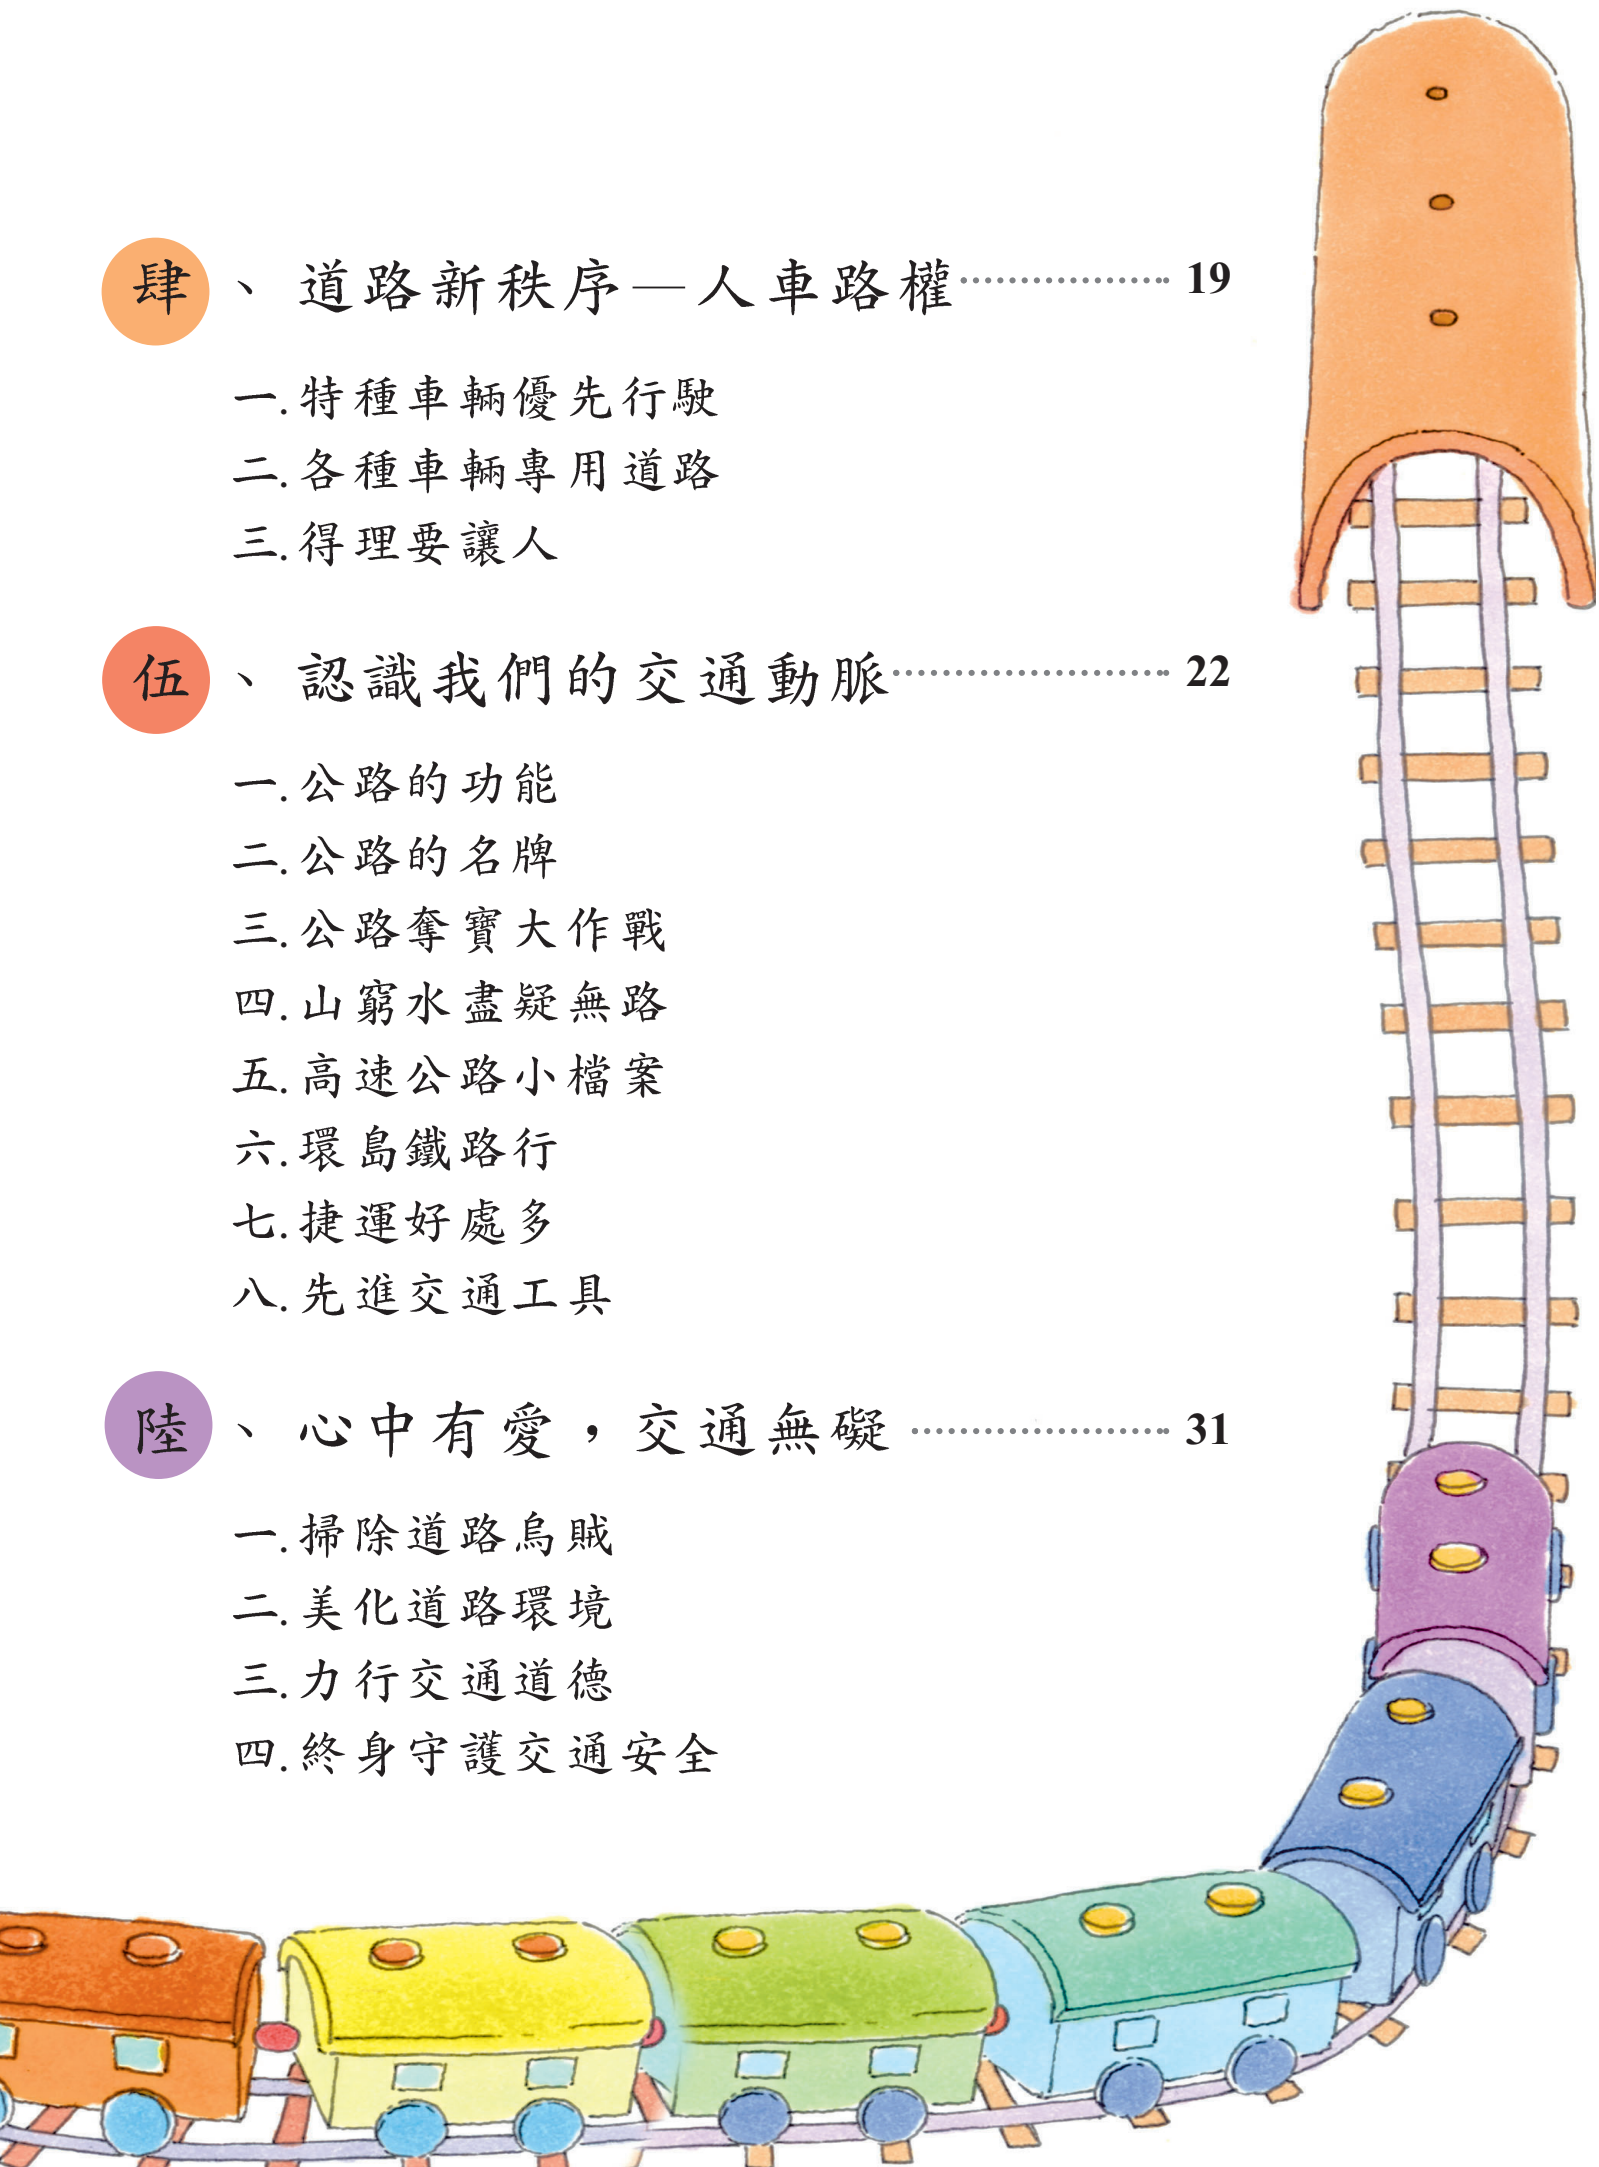 肆、道路新秩序—人車路權 19
一.特種車輛優先行駛
二.各種車輛專用道路
三.得理要讓人
伍、認識我們的交通動脈 22
一.公路的功能
二.公路的名牌
三.公路奪寶大作戰
四.山窮水盡疑無路
五.高速公路小檔案
六.環島鐵路行
七.捷運好處多
八.先進交通工具
陸、心中有愛，交通無礙 31
一.掃除道路烏賊
二.美化道路環境
三.力行交通道德
四.終身守護交通安全